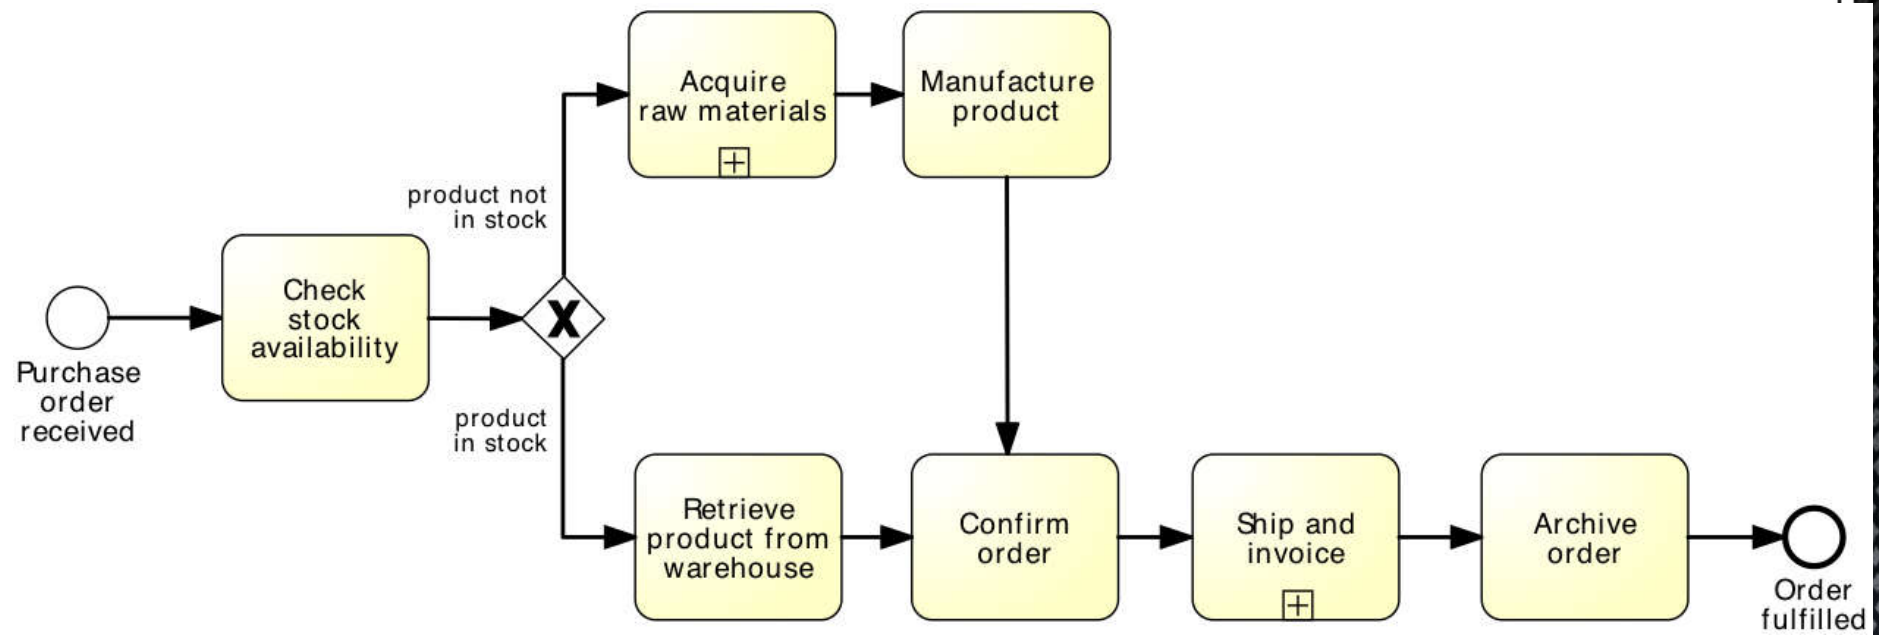 Acquire
raw materials
Manufacture
product
product not
in stock
Check
stock
availability
X
Purchase
order
received
product
in stock
Retrieve
product from
warehouse
Confirm
order
Ship and
invoice
Archive
order
Order
fulfilled